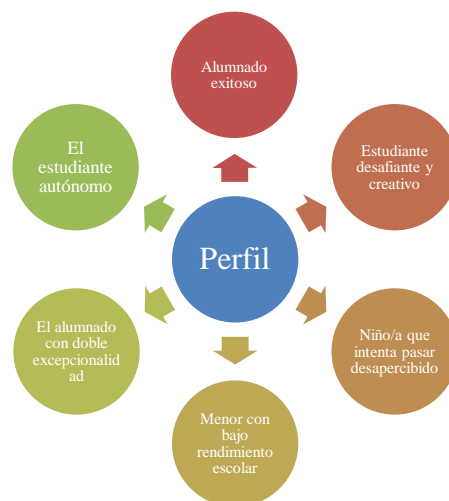 Alumnado
exitoso
Estudiante
desafiante y
creativo
Niño/a que
intenta pasar
desapercibido
Menor con
bajo
rendimiento
escolar
El alumnado
con doble
excepcionalid
ad
El
estudiante
autónomo
Perfil